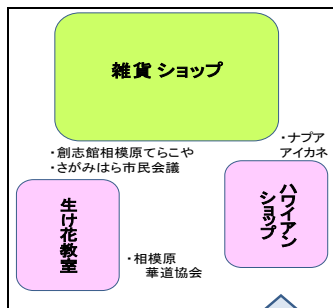 雑貨 ショップ
・ナプア
アイカネ
・創志館相模原てらこや
・さがみはら市民会議
ハワイアン
ショップ
生け花教室
・相模原
華道協会